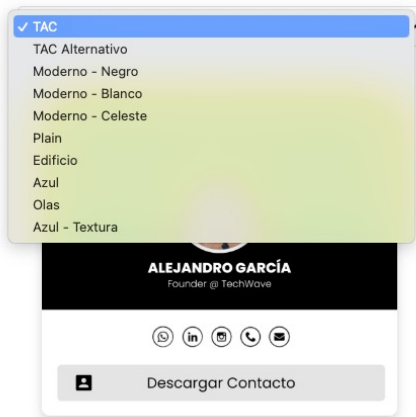 TAC
TAC Alternativo
Moderno - Negro
Moderno - Blanco
Moderno - Celeste
Plain
Edificio
Azul
Olas
Azul - Textura
ALEJANDRO GARCÍA
Founder @ TechWave
Descargar Contacto